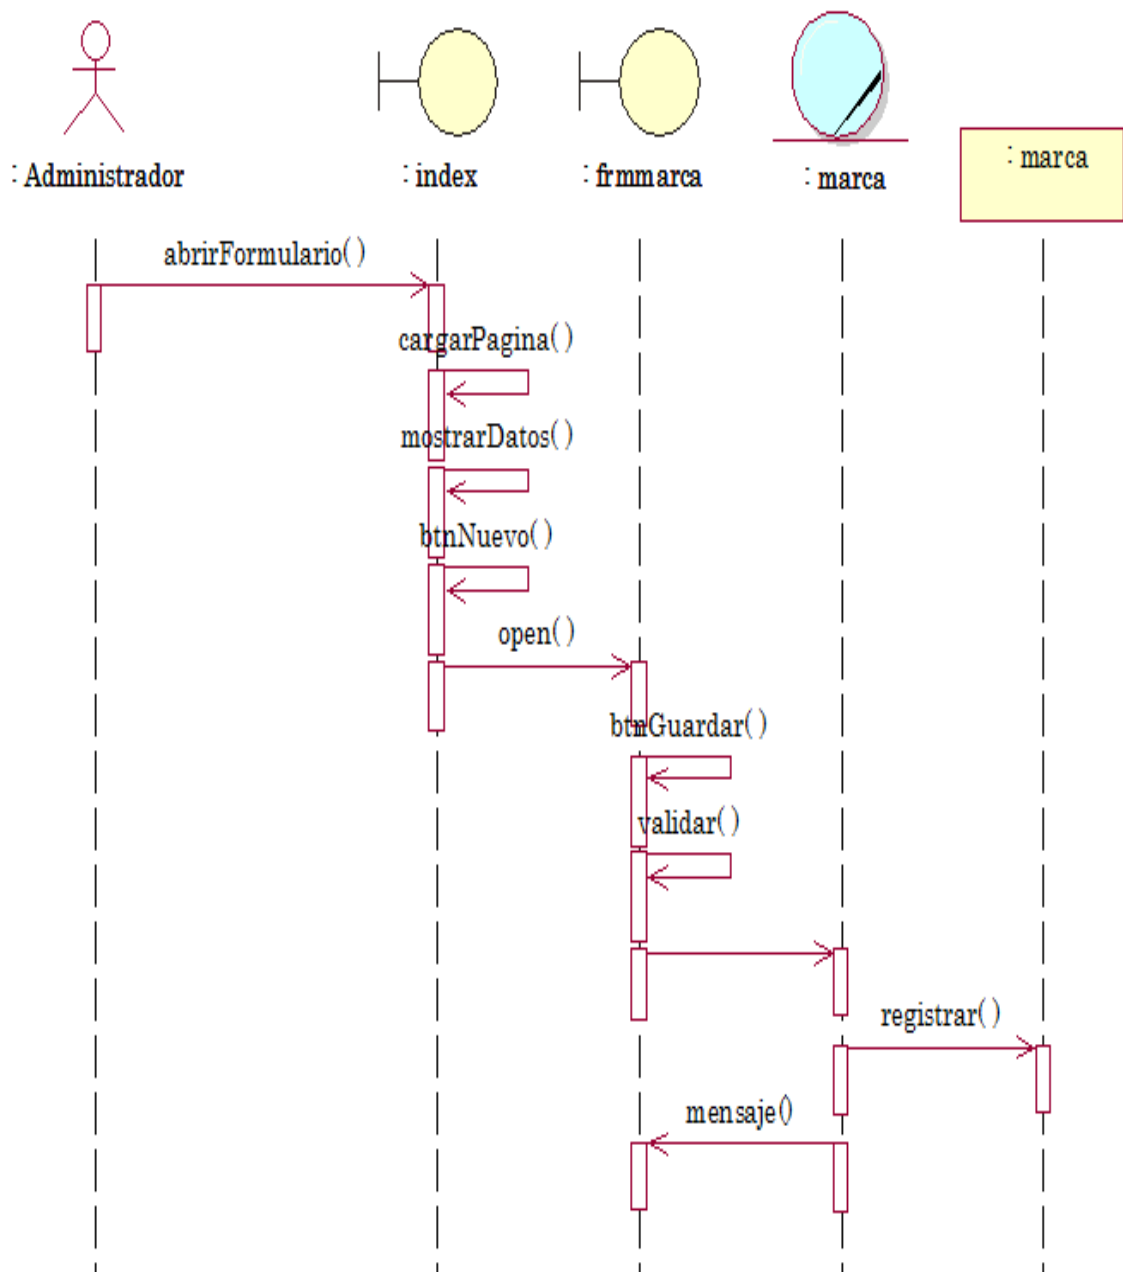 : Administrador
: index
: frmmarca
: marca
: marca
abrirFormulario( )
cargarPagina( )
mostrarDatos( )
btnNuevo( )
open( )
btnGuardar( )
validar( )
registrar( )
mensaje()